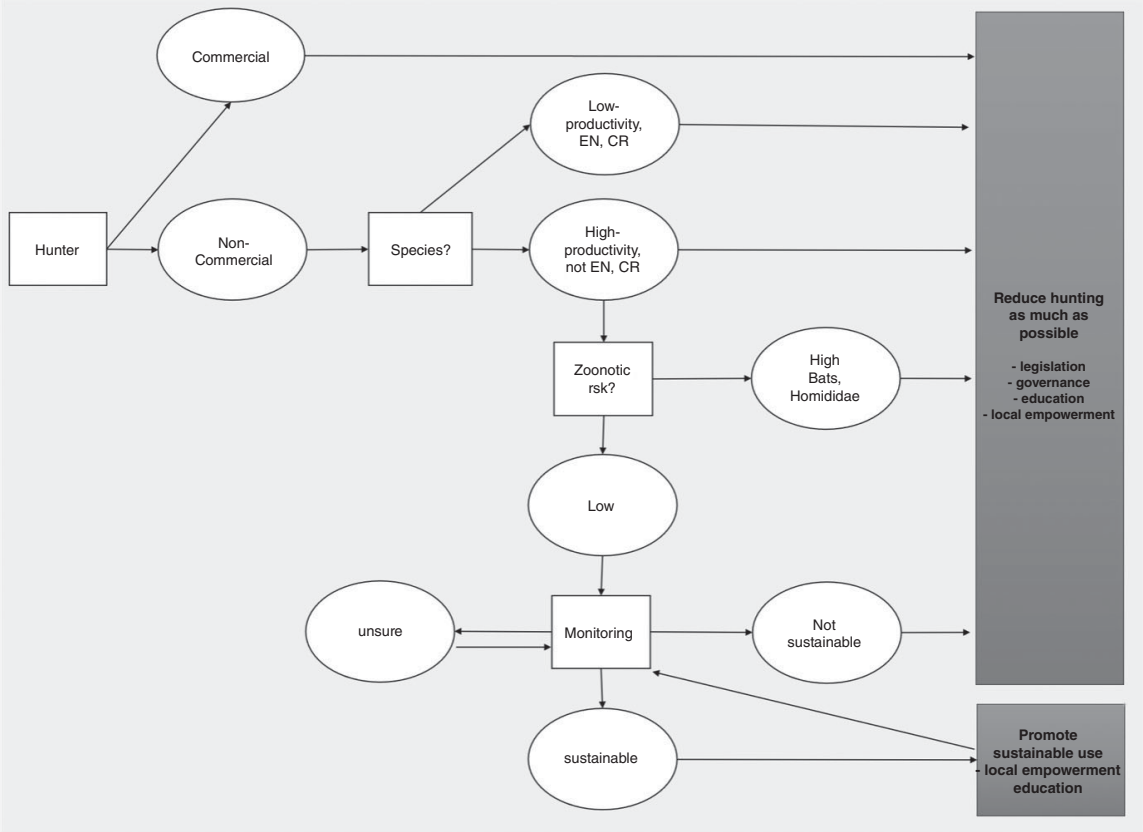 Commercial
Low-
productivity,
EN, CR
Hunter
Non-
Commercial
Species?
High-
productivity,
not EN, CR
Reduce hunting
as much as
possible
- legislation
- governance
- education
- local empowerment
Zoonotic
rsk?
High
Bats,
Homididae
Low
unsure
Monitoring
Not
sustainable
sustainable
Promote
sustainable use
- local empowerment
education